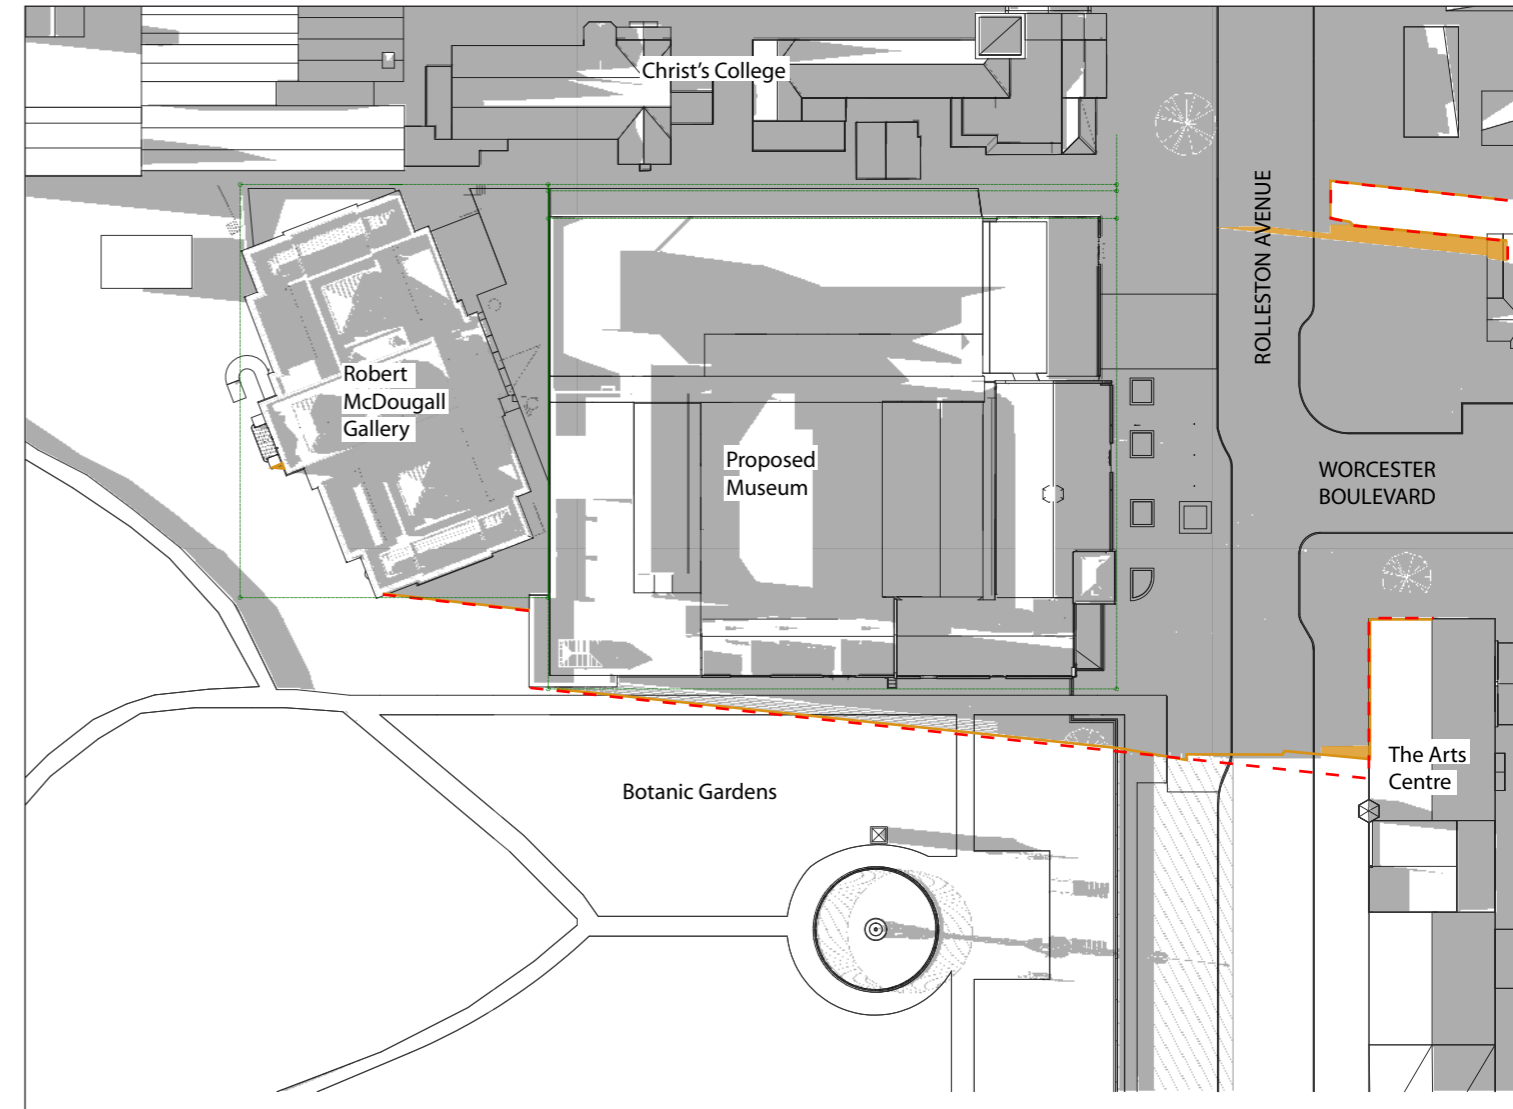 Christ's College
ROLLESTON AVENUE
Robert
McDougall
Gallery
Proposed
Museum
WORCESTER
BOULEVARD
The Arts
Centre
Botanic Gardens